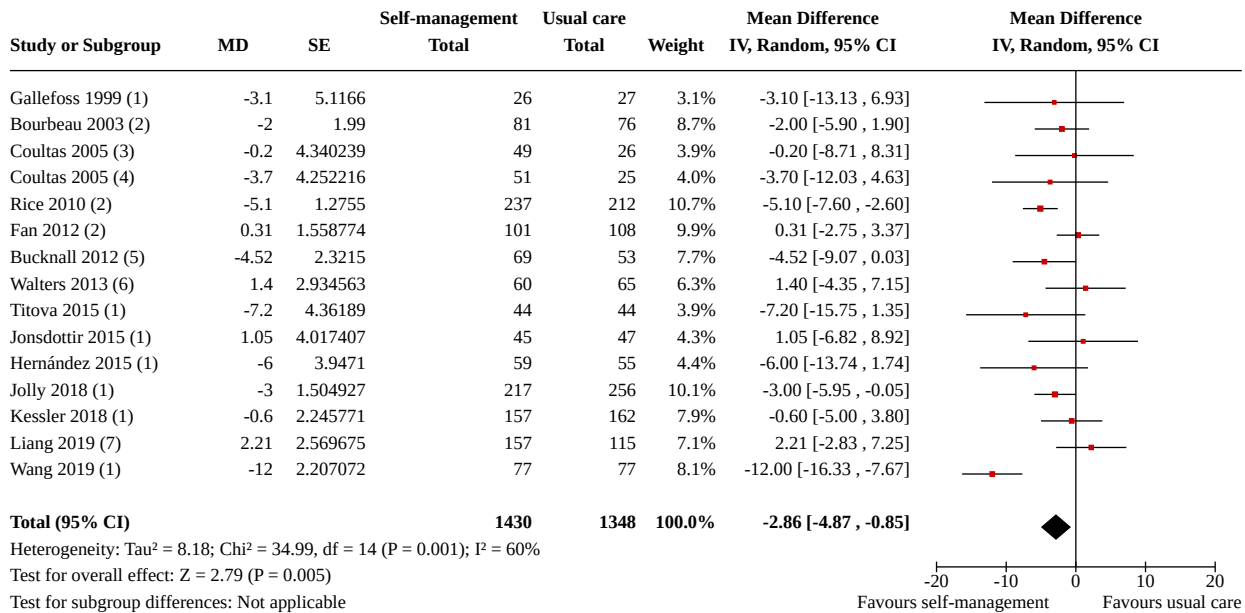 Self-management Usual care Mean Difference Mean Difference
Study or Subgroup MD SE Total Total Weight IV, Random, 95% CI IV, Random, 95% CI
Gallefoss 1999 (1) -3.1 5.1166 26 27 3.1% -3.10 [-13.13 , 6.93]
Bourbeau 2003 (2) -2 1.99 81 76 8.7% -2.00 [-5.90 , 1.90]
Coultas 2005 (3) -0.2 4.340239 49 26 3.9% -0.20 [-8.71 , 8.31]
Coultas 2005 (4) -3.7 4.252216 51 25 4.0% -3.70 [-12.03 , 4.63]
Rice 2010 (2) -5.1 1.2755 237 212 10.7% -5.10 [-7.60 , -2.60]
Fan 2012 (2) 0.31 1.558774 101 108 9.9% 0.31 [-2.75 , 3.37]
Bucknall 2012 (5) -4.52 2.3215 69 53 7.7% -4.52 [-9.07 , 0.03]
Walters 2013 (6) 1.4 2.934563 60 65 6.3% 1.40 [-4.35 , 7.15]
Titova 2015 (1) -7.2 4.36189 44 44 3.9% -7.20 [-15.75 , 1.35]
Jonsdottir 2015 (1) 1.05 4.017407 45 47 4.3% 1.05 [-6.82 , 8.92]
Hernández 2015 (1) -6 3.9471 59 55 4.4% -6.00 [-13.74 , 1.74]
Jolly 2018 (1) -3 1.504927 217 256 10.1% -3.00 [-5.95 , -0.05]
Kessler 2018 (1) -0.6 2.245771 157 162 7.9% -0.60 [-5.00 , 3.80]
Liang 2019 (7) 2.21 2.569675 157 115 7.1% 2.21 [-2.83 , 7.25]
Wang 2019 (1) -12 2.207072 77 77 8.1% -12.00 [-16.33 , -7.67]
Total (95% CI) 1430 1348 100.0% -2.86 [-4.87 , -0.85]
Heterogeneity: Tau² = 8.18; Chi² = 34.99, df = 14 (P = 0.001); I² = 60%
Test for overall effect: Z = 2.79 (P = 0.005)
Test for subgroup differences: Not applicable
-20 -10 0 10 20
Favours self-management Favours usual care